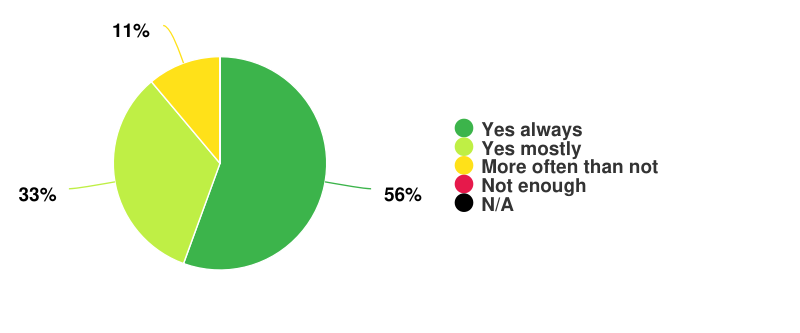 11%
33%
56%
Yes always
Yes mostly
More often than not
Not enough
N/A